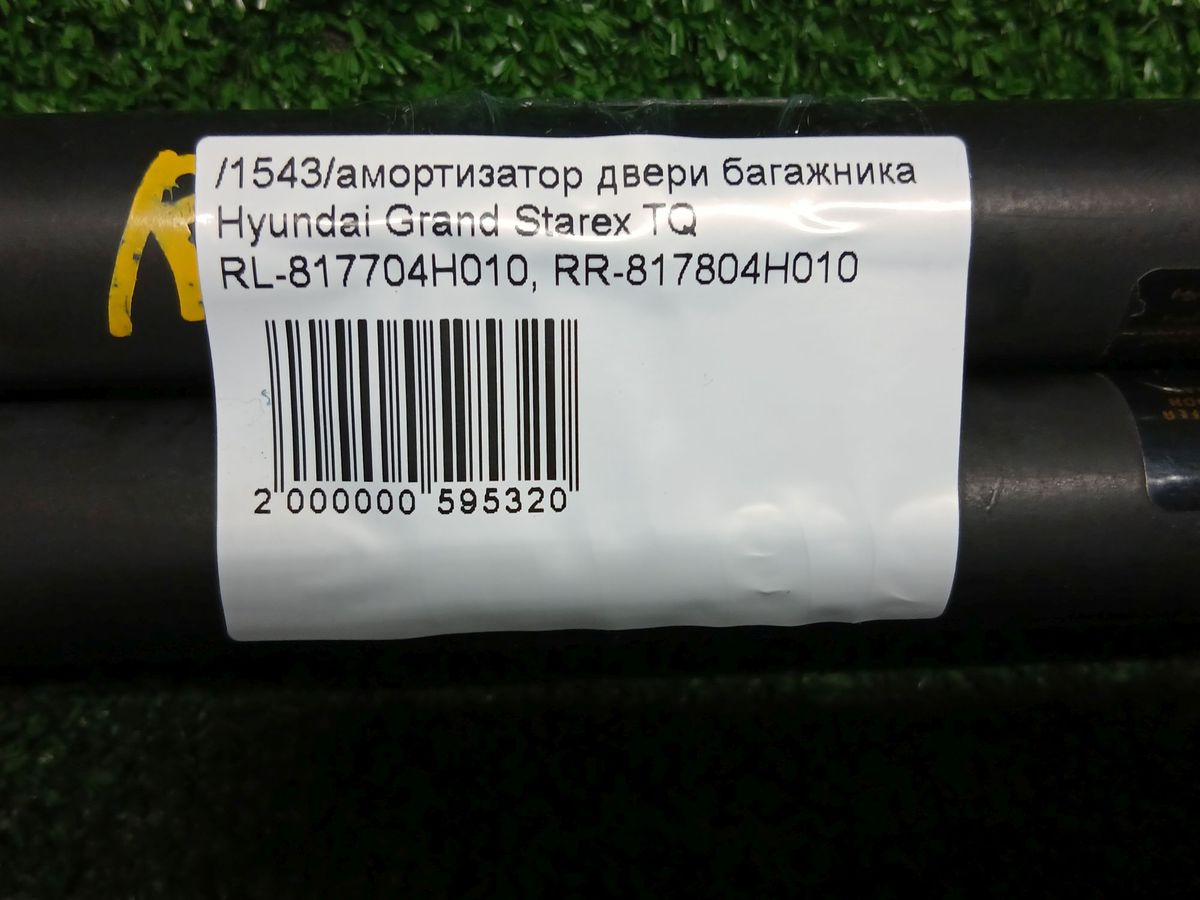 /1543/амортизатор двери багажника
Hyundai Grand Starex TQ
RL-817704H010, RR-817804H010
2 000000 595320